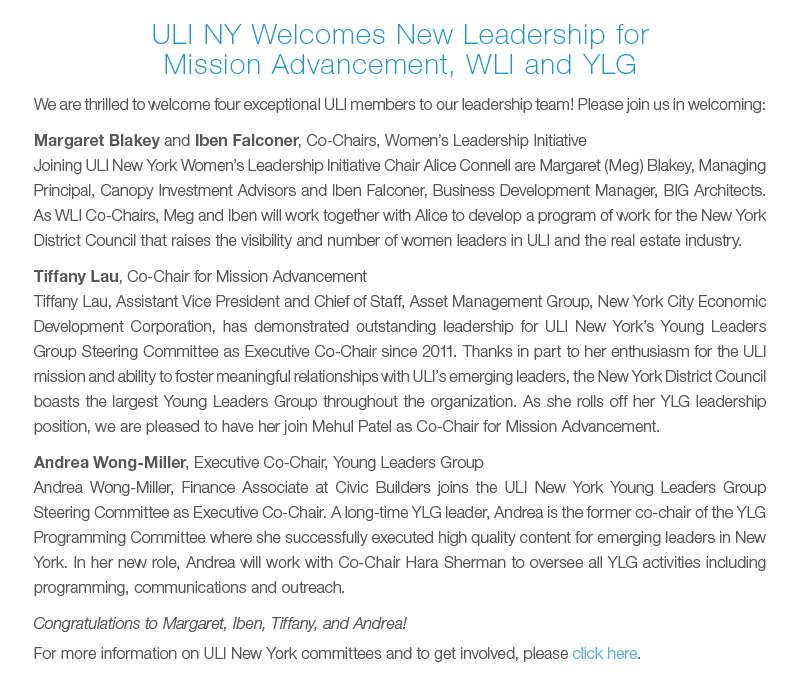 ULI NY Welcomes New Leadership for
Mission Advancement, WLI and YLG
We are thrilled to welcome four exceptional ULI members to our leadership team! Please join us in welcoming:
Margaret Blakey and Iben Falconer, Co-Chairs, Women’s Leadership Initiative
Joining ULI New York Women’s Leadership Initiative Chair Alice Connell are Margaret (Meg) Blakey, Managing
Principal, Canopy Investment Advisors and Iben Falconer, Business Development Manager, BIG Architects.
As WLI Co-Chairs, Meg and Iben will work together with Alice to develop a program of work for the New York
District Council that raises the visibility and number of women leaders in ULI and the real estate industry.
Tiffany Lau, Co-Chair for Mission Advancement
Tiffany Lau, Assistant Vice President and Chief of Staff, Asset Management Group, New York City Economic
Development Corporation, has demonstrated outstanding leadership for ULI New York’s Young Leaders
Group Steering Committee as Executive Co-Chair since 2011. Thanks in part to her enthusiasm for the ULI
mission and ability to foster meaningful relationships with ULI’s emerging leaders, the New York District Council
boasts the largest Young Leaders Group throughout the organization. As she rolls off her YLG leadership
position, we are pleased to have her join Mehul Patel as Co-Chair for Mission Advancement.
Andrea Wong-Miller, Executive Co-Chair, Young Leaders Group
Andrea Wong-Miller, Finance Associate at Civic Builders joins the ULI New York Young Leaders Group
Steering Committee as Executive Co-Chair. A long-time YLG leader, Andrea is the former co-chair of the YLG
Programming Committee where she successfully executed high quality content for emerging leaders in New
York. In her new role, Andrea will work with Co-Chair Hara Sherman to oversee all YLG activities including
programming, communications and outreach.
Congratulations to Margaret, Iben, Tiffany, and Andrea!
For more information on ULI New York committees and to get involved, please click here.